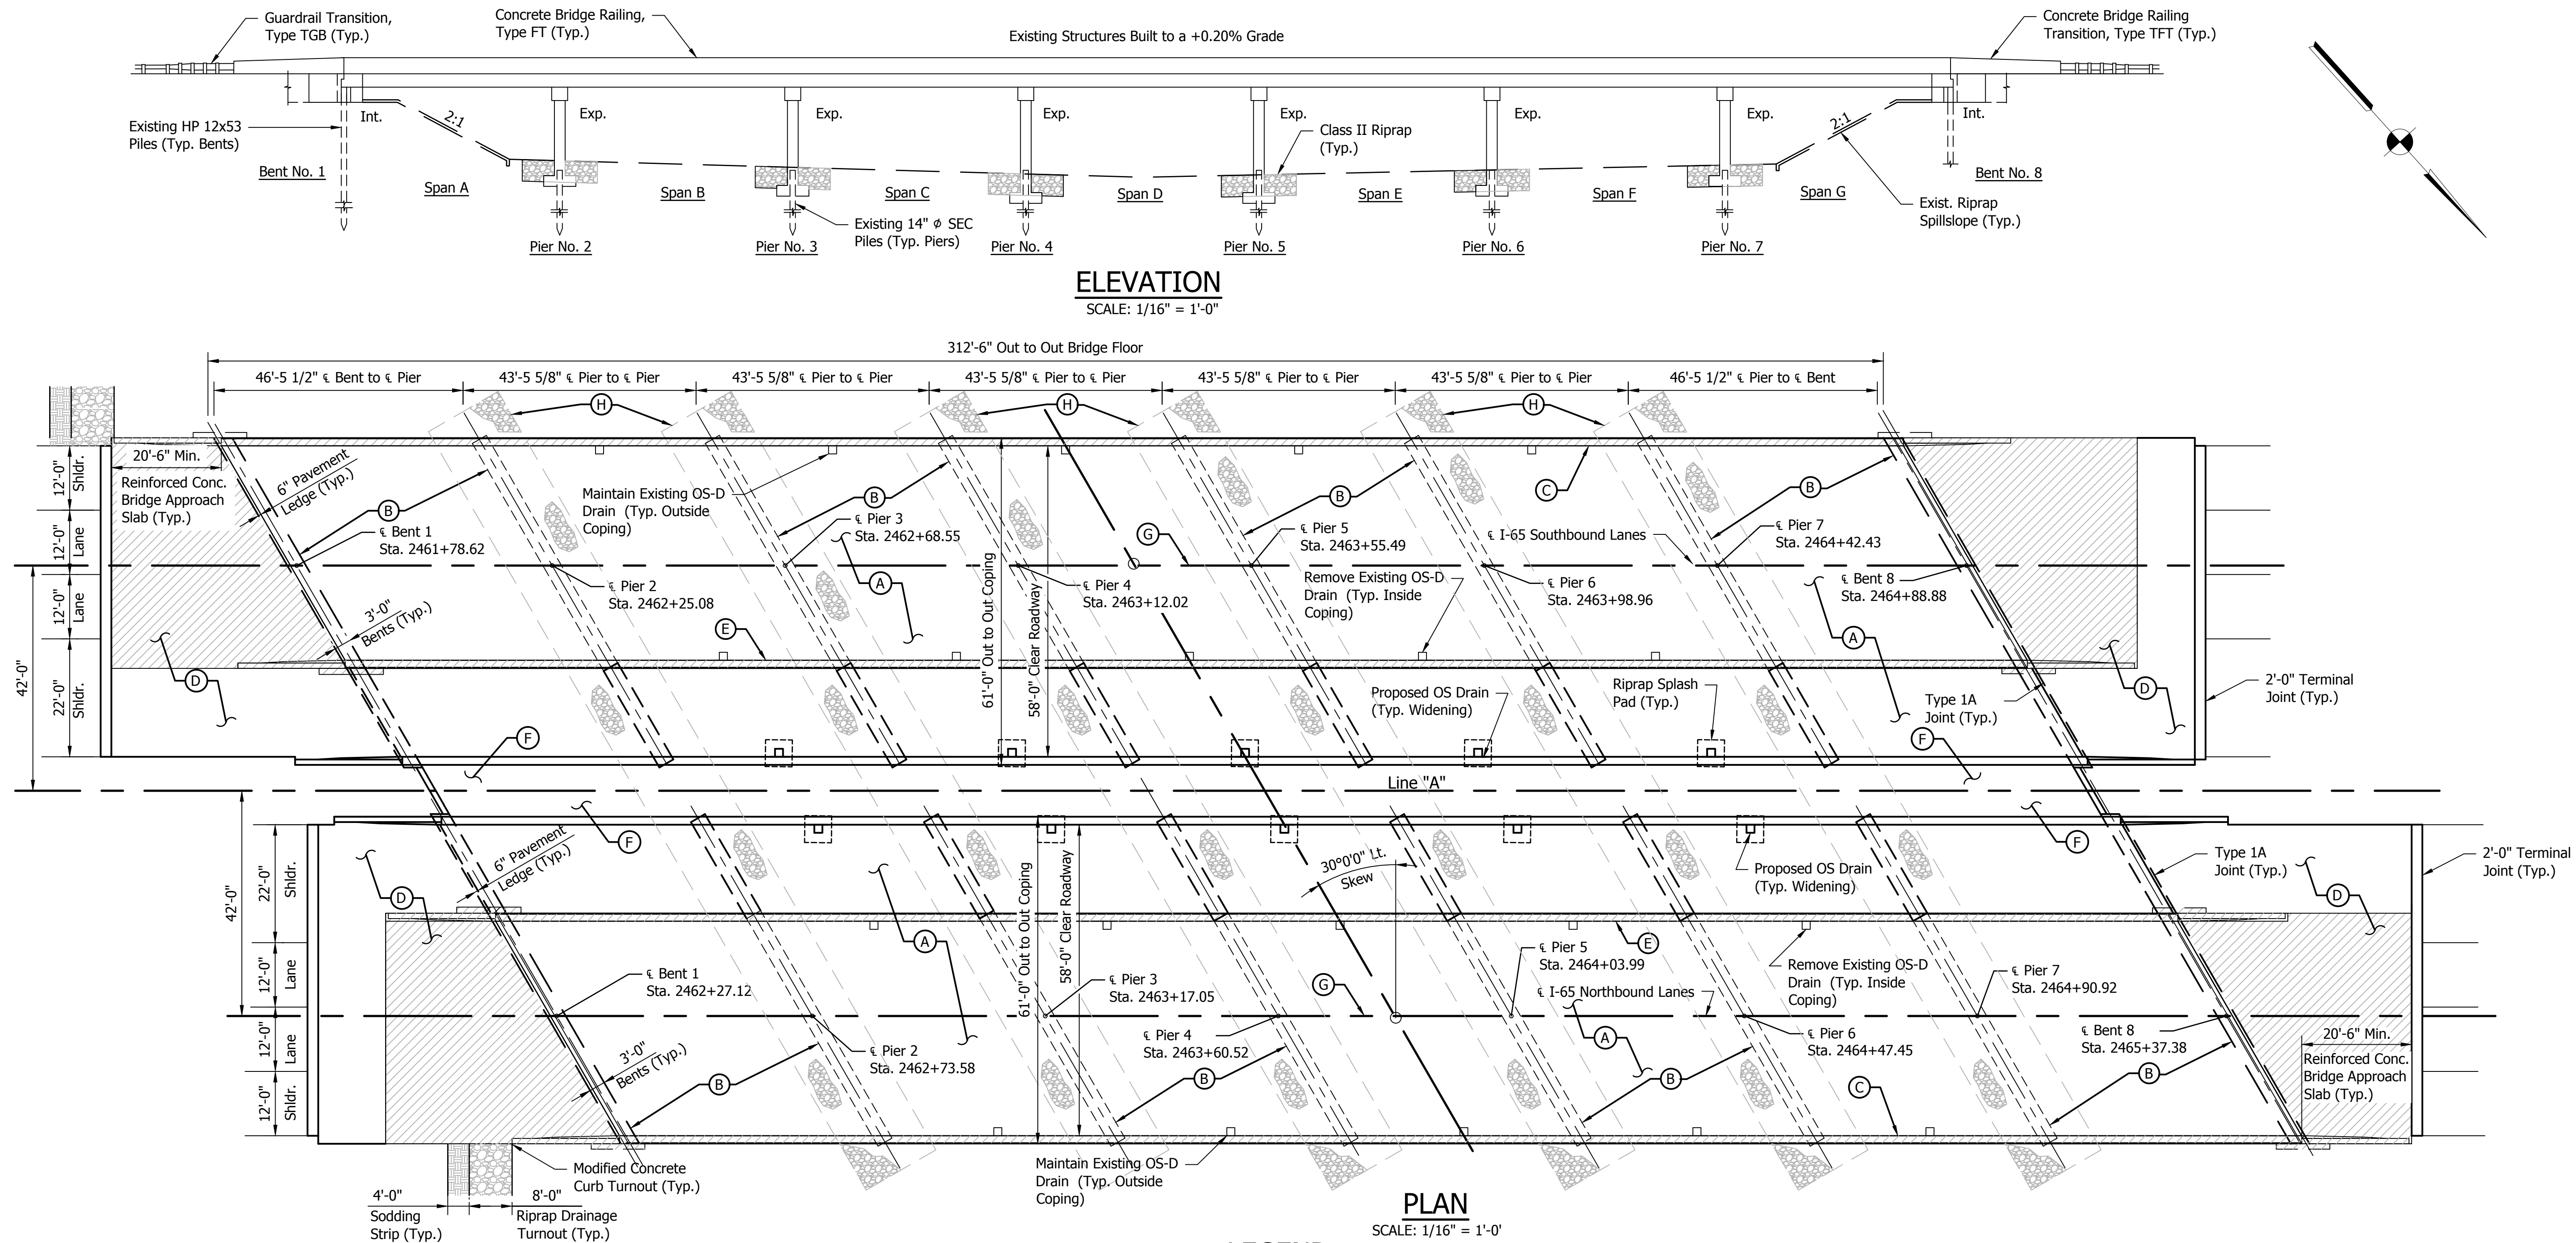 Guardrail Transition,
Type TGB (Typ.)
Concrete Bridge Railing,
Type FT (Typ.)
Existing Structures Built to a +0.20% Grade
Concrete Bridge Railing
Transition, Type TFT (Typ.)
Existing HP 12x53
Piles (Typ. Bents)
Int.
2:1
Exp.
Exp.
Exp.
Exp.
Exp.
Exp.
2:1
Int.
Class II Riprap
(Typ.)
Bent No. 1
Span A
Span B
Span C
Span D
Span E
Span F
Span G
Bent No. 8
Existing 14" ϕ SEC
Piles (Typ. Piers)
Exist. Riprap
Spillslope (Typ.)
Pier No. 2
Pier No. 3
Pier No. 4
Pier No. 5
Pier No. 6
Pier No. 7
ELEVATION
SCALE: 1/16" = 1'-0"
312'-6" Out to Out Bridge Floor
46'-5 1/2" ℄ Bent to ℄ Pier
43'-5 5/8" ℄ Pier to ℄ Pier
43'-5 5/8" ℄ Pier to ℄ Pier
43'-5 5/8" ℄ Pier to ℄ Pier
43'-5 5/8" ℄ Pier to ℄ Pier
43'-5 5/8" ℄ Pier to ℄ Pier
46'-5 1/2" ℄ Pier to ℄ Bent
H
H
H
20'-6" Min.
Reinforced Conc.
Bridge Approach
Slab (Typ.)
6" Pavement
Ledge (Typ.)
12'-0"
Shldr.
12'-0"
Lane
12'-0"
Lane
22'-0"
Shldr.
42'-0"
B
℄ Bent 1
Sta. 2461+78.62
Maintain Existing OS-D
Drain (Typ. Outside
Coping)
B
℄ Pier 3
Sta. 2462+68.55
B
C
B
G
℄ Pier 5
Sta. 2463+55.49
℄ I-65 Southbound Lanes
℄ Pier 7
Sta. 2464+42.43
℄ Pier 2
Sta. 2462+25.08
A
℄ Pier 4
Sta. 2463+12.02
Remove Existing OS-D
Drain (Typ. Inside
Coping)
℄ Pier 6
Sta. 2463+98.96
℄ Bent 8
Sta. 2464+88.88
3'-0"
Bents (Typ.)
E
61'-0" Out to Out Coping
58'-0" Clear Roadway
A
D
D
Proposed OS Drain
(Typ. Widening)
Riprap Splash
Pad (Typ.)
Type 1A
Joint (Typ.)
2'-0" Terminal
Joint (Typ.)
F
F
Line "A"
42'-0"
22'-0"
Shldr.
12'-0"
Lane
12'-0"
Lane
12'-0"
Shldr.
F
6" Pavement
Ledge (Typ.)
D
30°0'0" Lt.
Skew
Proposed OS Drain
(Typ. Widening)
F
Type 1A
Joint (Typ.)
2'-0" Terminal
Joint (Typ.)
D
A
61'-0" Out to Out Coping
58'-0" Clear Roadway
E
℄ Bent 1
Sta. 2462+27.12
℄ Pier 3
Sta. 2463+17.05
G
℄ Pier 5
Sta. 2464+03.99
℄ I-65 Northbound Lanes
Remove Existing OS-D
Drain (Typ. Inside
Coping)
℄ Pier 7
Sta. 2464+90.92
3'-0"
Bents (Typ.)
℄ Pier 2
Sta. 2462+73.58
℄ Pier 4
Sta. 2463+60.52
A
℄ Pier 6
Sta. 2464+47.45
℄ Bent 8
Sta. 2465+37.38
20'-6" Min.
Reinforced Conc.
Bridge Approach
Slab (Typ.)
B
B
B
C
B
Modified Concrete
Curb Turnout (Typ.)
4'-0"
Sodding
Strip (Typ.)
8'-0"
Riprap Drainage
Turnout (Typ.)
Maintain Existing OS-D
Drain (Typ. Outside
Coping)
PLAN
SCALE: 1/16" = 1'-0'